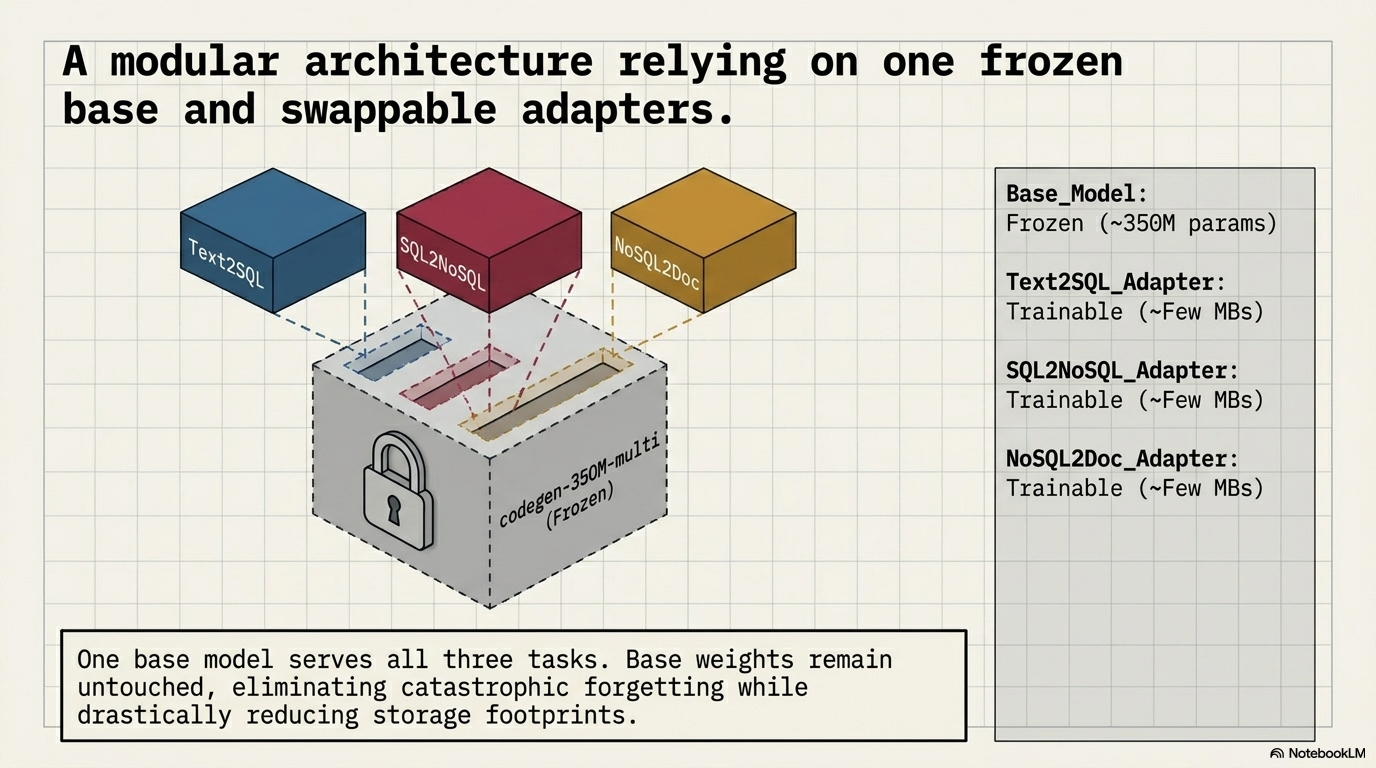 A modular architecture relying on one frozen
base and swappable adapters.
Text2SQL
SQL2NoSQL
NoSQL2Doc
codegen-350M-multi
(Frozen)
Base_Model:
Frozen (~350M params)
Text2SQL_Adapter:
Trainable (~Few MBs)
SQL2NoSQL_Adapter:
Trainable (~Few MBs)
NoSQL2Doc_Adapter:
Trainable (~Few MBs)
One base model serves all three tasks. Base weights remain
untouched, eliminating catastrophic forgetting while
drastically reducing storage footprints.
NotebookLM